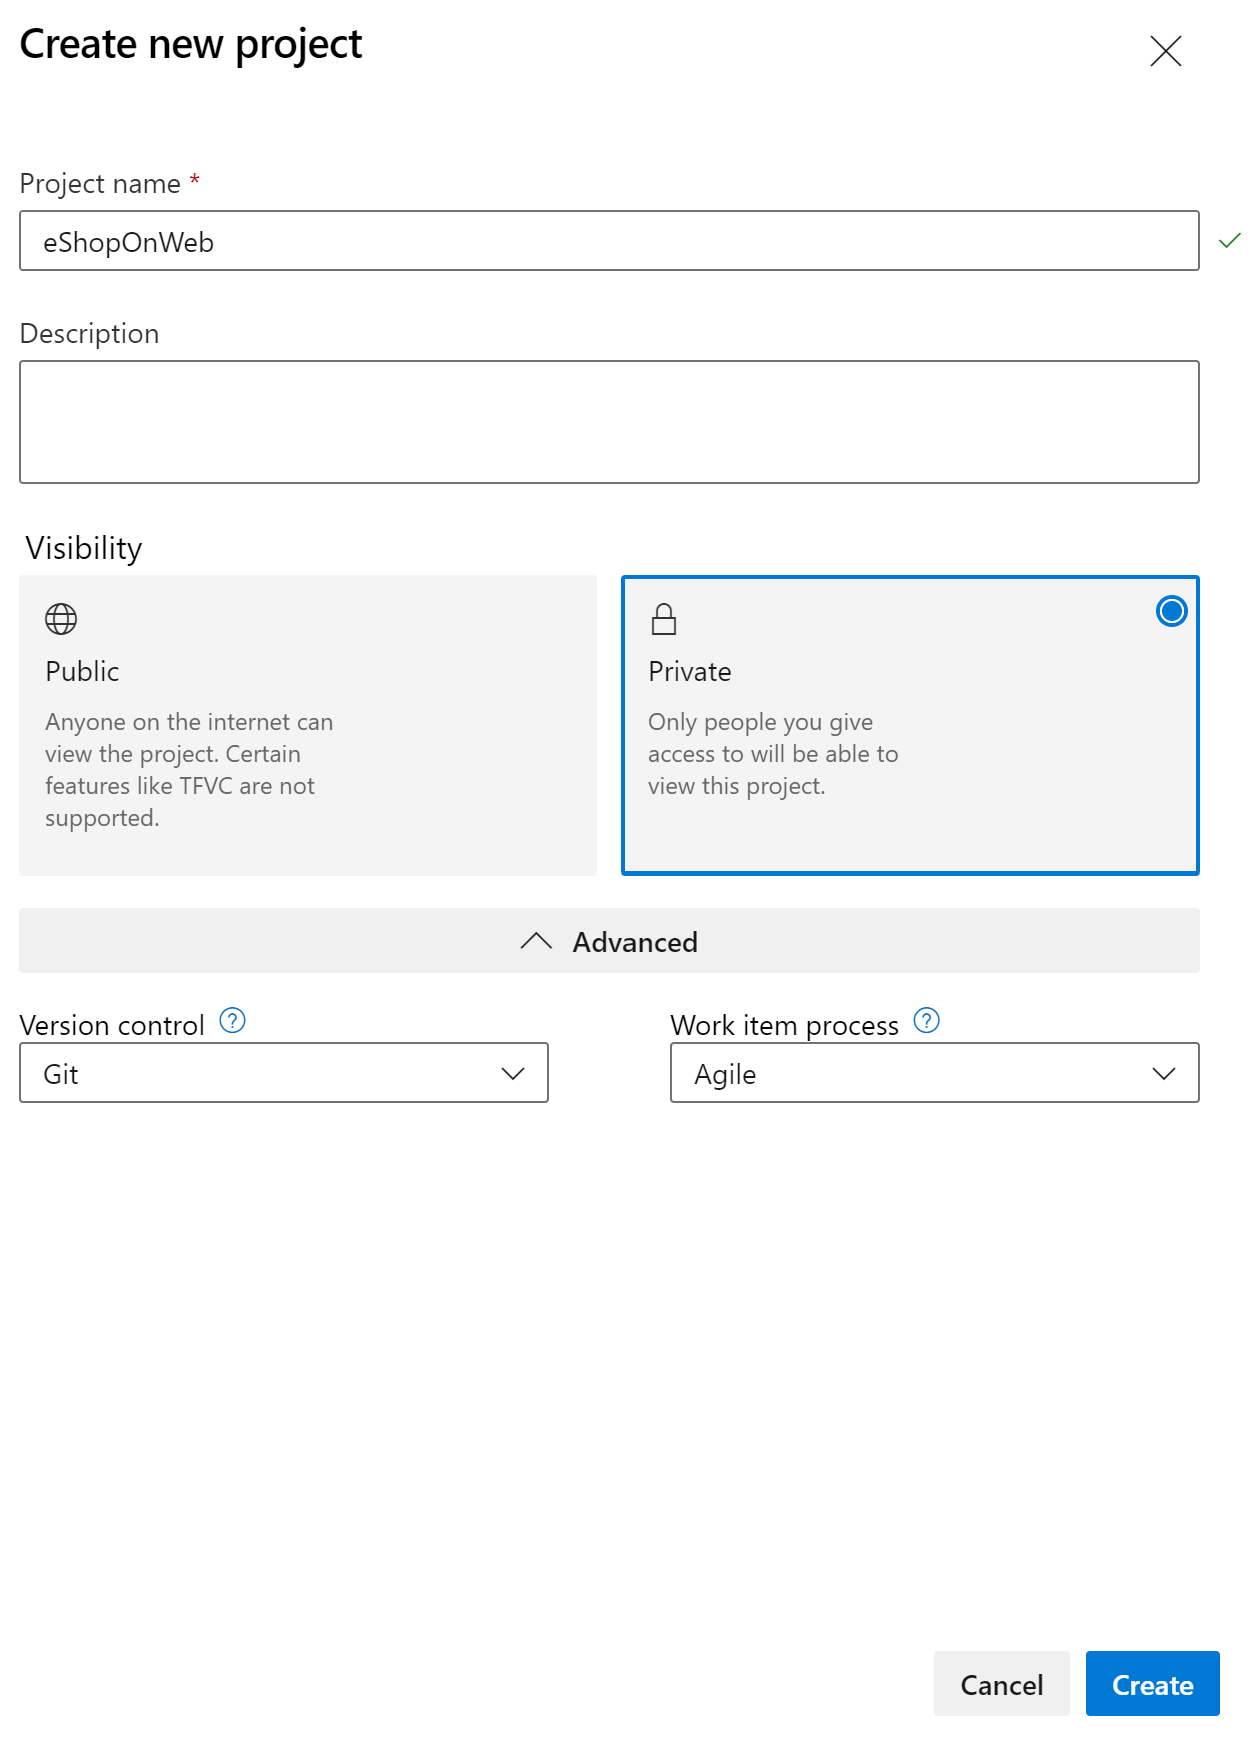 Create new project
Project name *
eShopOnWeb
Description
Visibility
Public
Anyone on the internet can
view the project. Certain
features like TFVC are not
supported.
Private
Only people you give
access to will be able to
view this project.
Advanced
Version control ?
Git
Work item process ?
Agile
Cancel
Create